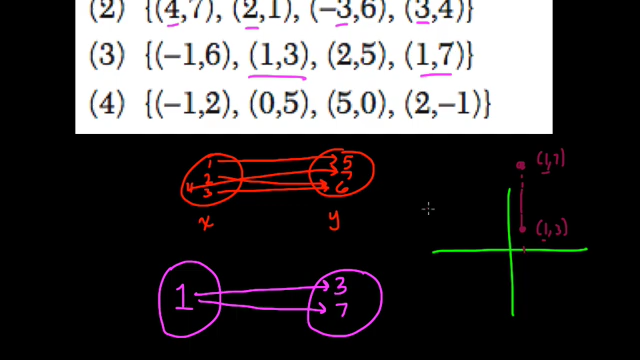 (2) {(4,7), (2,1), (−3,6), (3,4)}
(3) {(−1,6), (1,3), (2,5), (1,7)}
(4) {(−1,2), (0,5), (5,0), (2,−1)}
1 5
2 7
4 3 6
x y
(1,7)
(1,3)
1 3
7